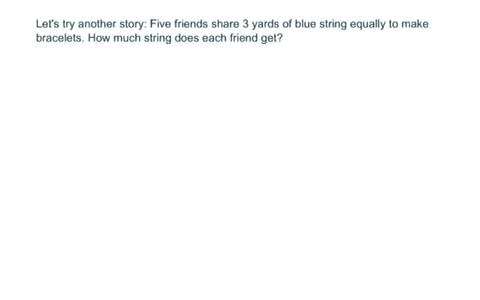 Let's try another story: Five friends share 3 yards of blue string equally to make
bracelets. How much string does each friend get?